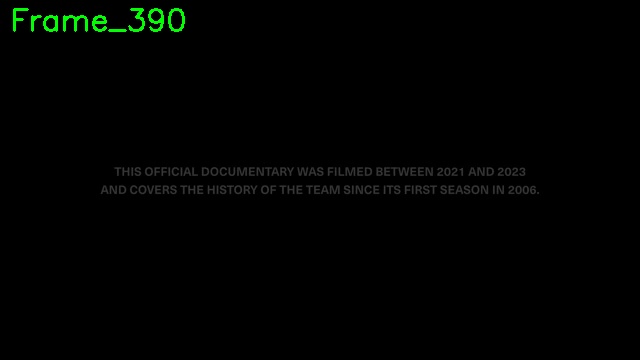 Frame_390
THIS OFFICIAL DOCUMENTARY WAS FILMED BETWEEN 2021 AND 2023
AND COVERS THE HISTORY OF THE TEAM SINCE ITS FIRST SEASON IN 2006.